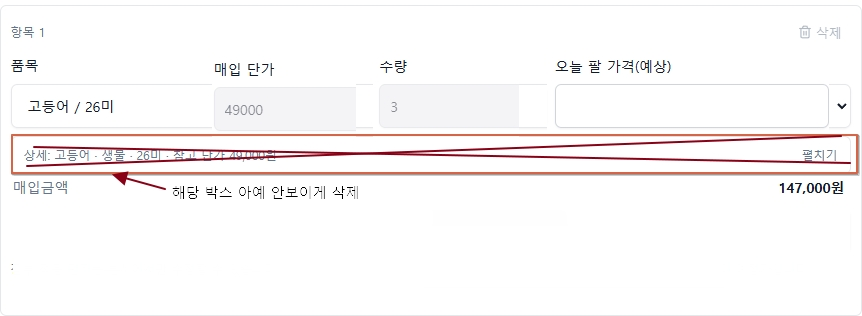 항목 1 삭제
품목 매입 단가 수량 오늘 팔 가격(예상)
고등어 / 26미 49000 3
상세: 고등어 · 생물 · 26미 · 참고 단가 49,000원 펼치기
매입금액 147,000원
해당 박스 아예 안보이게 삭제